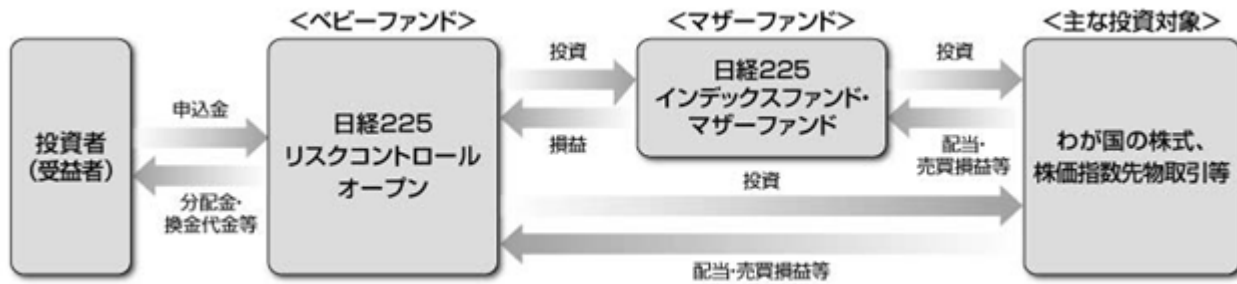 ＜ベビーファンド＞
＜マザーファンド＞
＜主な投資対象＞
投資者
（受益者）
申込金
分配金・
換金代金等
日経225
リスクコントロール
オープン
投資
損益
日経225
インデックスファンド・
マザーファンド
投資
配当・
売買損益等
投資
配当・売買損益等
わが国の株式、
株価指数先物取引等